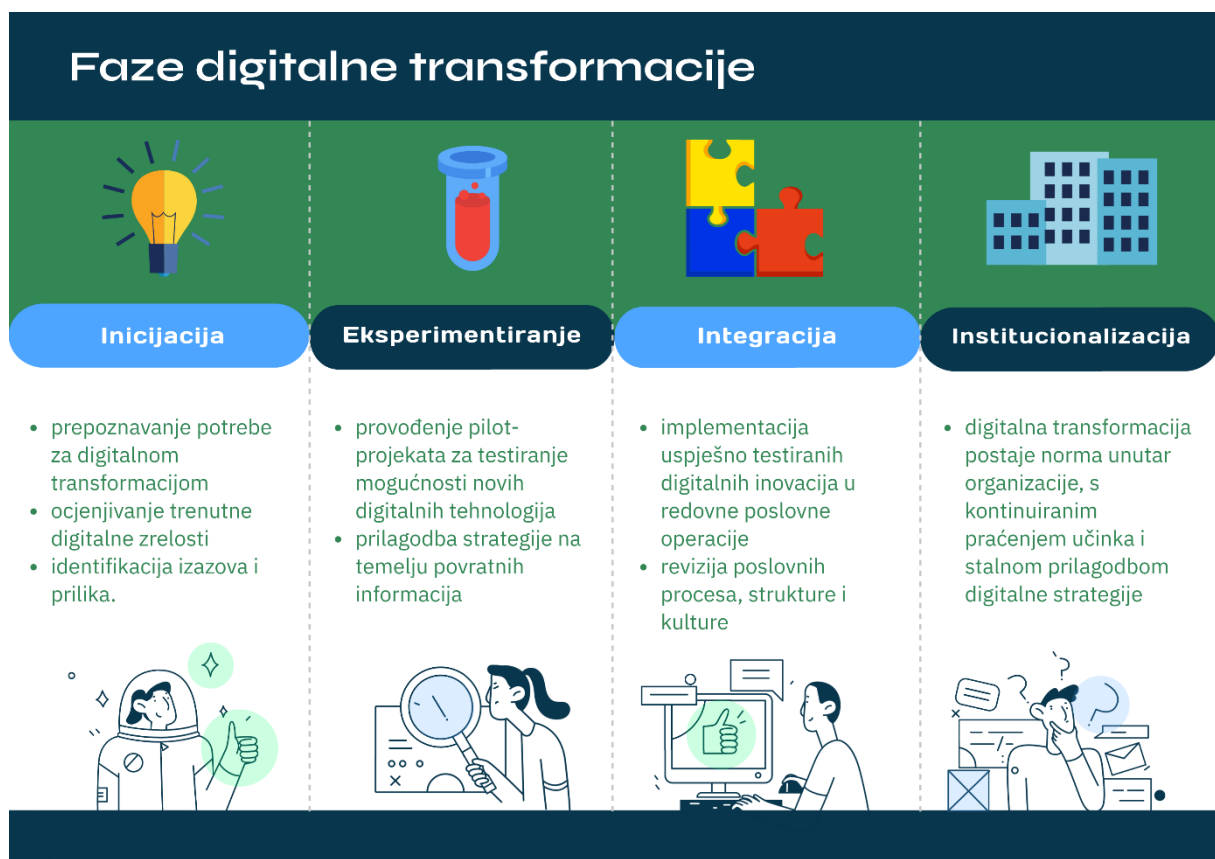 Faze digitalne transformacije
Inicijacija
• prepoznavanje potrebe
za digitalnom
transformacijom
• ocjenjivanje trenutne
digitalne zrelosti
• identifikacija izazova i
prilika.
Eksperimentiranje
• provođenje pilot-
projekata za testiranje
mogućnosti novih
digitalnih tehnologija
• prilagodba strategije na
temelju povratnih
informacija
Integracija
• implementacija
uspješno testiranih
digitalnih inovacija u
redovne poslovne
operacije
• revizija poslovnih
procesa, strukture i
kulture
Institucionalizacija
• digitalna transformacija
postaje norma unutar
organizacije, s
kontinuiranim
praćenjem učinka i
stalnom prilagodbom
digitalne strategije